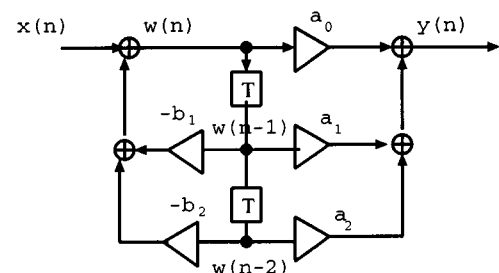 x(n) w(n) a₀ y(n)
T
-b₁ w(n-1) a₁
T
-b₂ a₂
w(n-2)